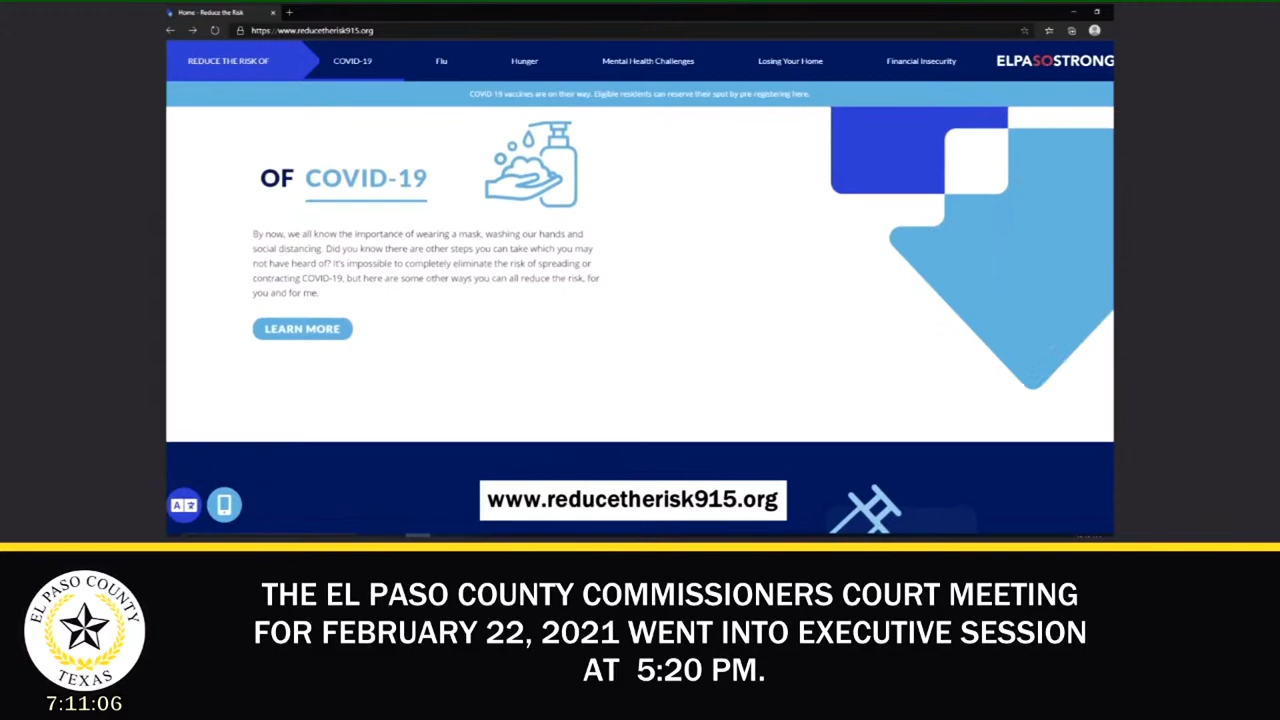 Home - Reduce the Risk
https://www.reducetherisk915.org
REDUCE THE RISK OF
COVID-19
Flu
Hunger
Mental Health Challenges
Losing Your Home
Financial Insecurity
ELPASOSTRONG
COVID-19 vaccines are on their way. Eligible residents can reserve their spot by pre registering here.
OF COVID-19
By now, we all know the importance of wearing a mask, washing our hands and
social distancing. Did you know there are other steps you can take which you may
not have heard of? It's impossible to completely eliminate the risk of spreading or
contracting COVID-19, but here are some other ways you can all reduce the risk, for
you and for me.
LEARN MORE
A
www.reducetherisk915.org
EL PASO COUNTY
TEXAS
7:11:06
THE EL PASO COUNTY COMMISSIONERS COURT MEETING
FOR FEBRUARY 22, 2021 WENT INTO EXECUTIVE SESSION
AT 5:20 PM.